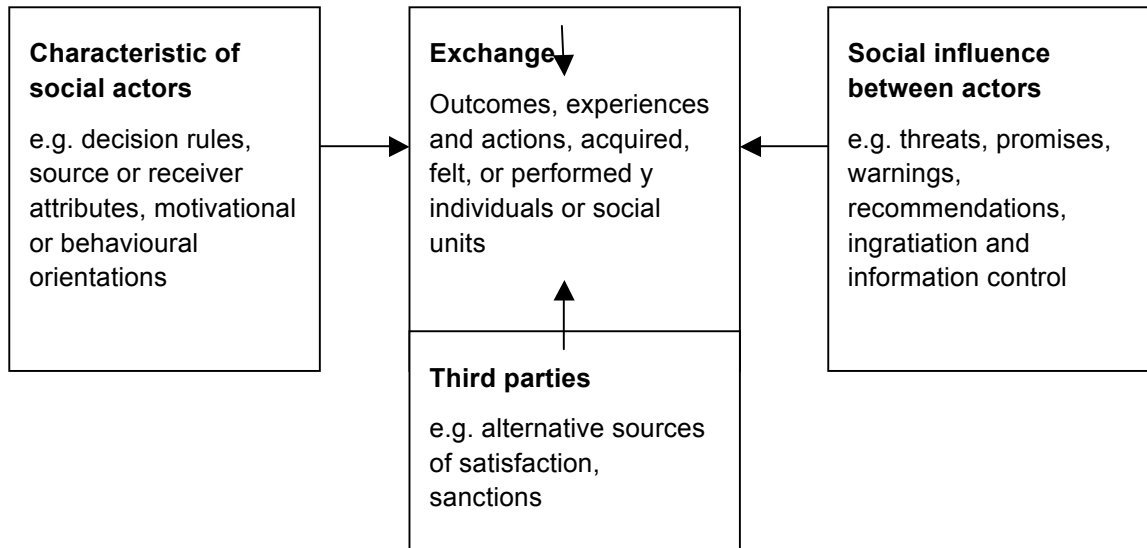 Characteristic of
social actors
e.g. decision rules,
source or receiver
attributes, motivational
or behavioural
orientations
Exchange
Outcomes, experiences
and actions, acquired,
felt, or performed y
individuals or social
units
Social influence
between actors
e.g. threats, promises,
warnings,
recommendations,
ingratiation and
information control
Third parties
e.g. alternative sources
of satisfaction,
sanctions